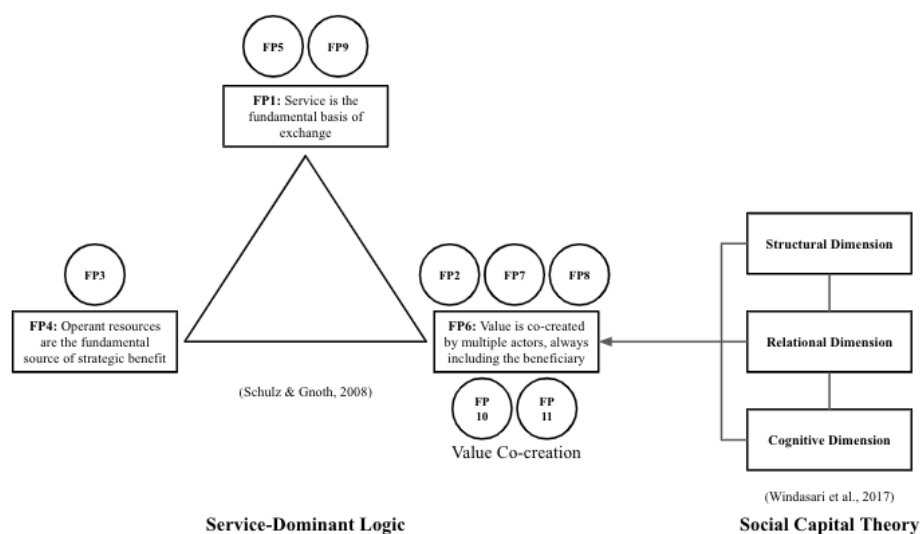 FP5
FP9
FP1: Service is the
fundamental basis of
exchange
FP3
FP4: Operant resources
are the fundamental
source of strategic benefit
(Schulz & Gnoth, 2008)
FP2
FP7
FP8
FP6: Value is co-created
by multiple actors, always
including the beneficiary
FP
10
FP
11
Value Co-creation
Structural Dimension
Relational Dimension
Cognitive Dimension
(Windasari et al., 2017)
Service-Dominant Logic
Social Capital Theory